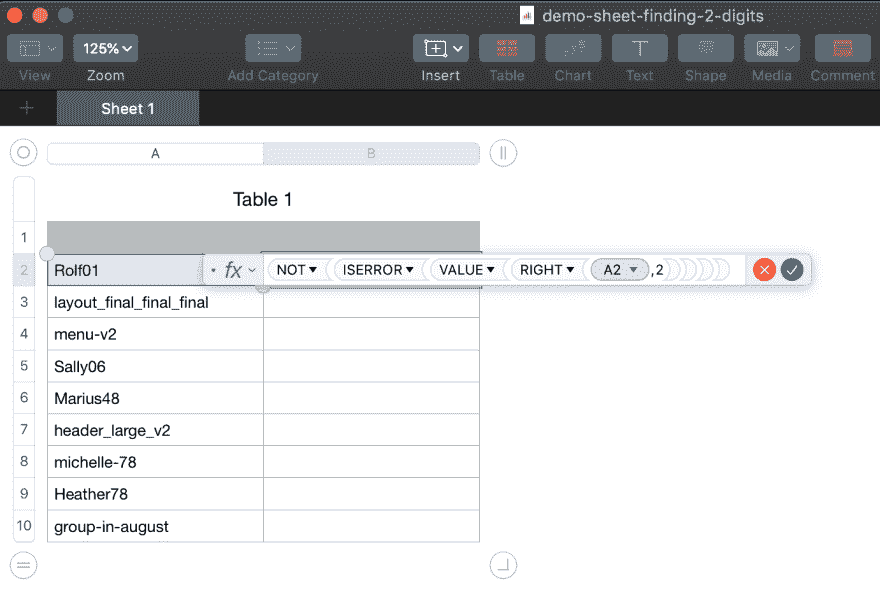 demo-sheet-finding-2-digits
125%
View Zoom Add Category Insert Table Chart Text Shape Media Comment
Sheet 1
A B
Table 1
1
2 Rolf01 fx NOT ISERROR VALUE RIGHT A2 ,2
3 layout_final_final_final
4 menu-v2
5 Sally06
6 Marius48
7 header_large_v2
8 michelle-78
9 Heather78
10 group-in-august